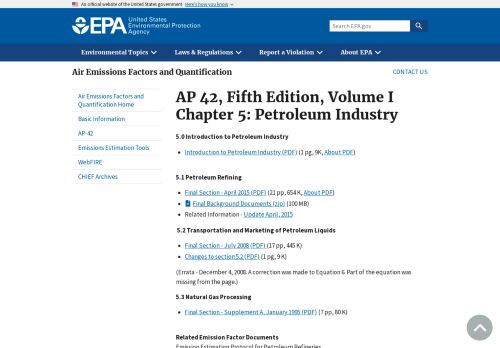 An official website of the United States government Here's how you know
EPA United States Environmental Protection Agency
Search EPA.gov
Environmental Topics Laws & Regulations Report a Violation About EPA
Air Emissions Factors and Quantification
CONTACT US
Air Emissions Factors and Quantification Home
Basic Information
AP-42
Emissions Estimation Tools
WebFIRE
CHIEF Archives
AP 42, Fifth Edition, Volume I
Chapter 5: Petroleum Industry
5.0 Introduction to Petroleum Industry
Introduction to Petroleum Industry (PDF) (1 pg, 9K, About PDF)
5.1 Petroleum Refining
Final Section - April 2015 (PDF) (21 pp, 654 K, About PDF)
Final Background Documents (zip) (100 MB)
Related Information - Update April, 2015
5.2 Transportation and Marketing of Petroleum Liquids
Final Section - July 2008 (PDF) (17 pp, 445 K)
Changes to section 5.2 (PDF) (1 pg, 9 K)
(Errata - December 4, 2008. A correction was made to Equation 6. Part of the equation was
missing from the page.)
5.3 Natural Gas Processing
Final Section - Supplement A, January 1995 (PDF) (7 pp, 80 K)
Related Emission Factor Documents
Emission Estimation Protocol for Petroleum Refineries